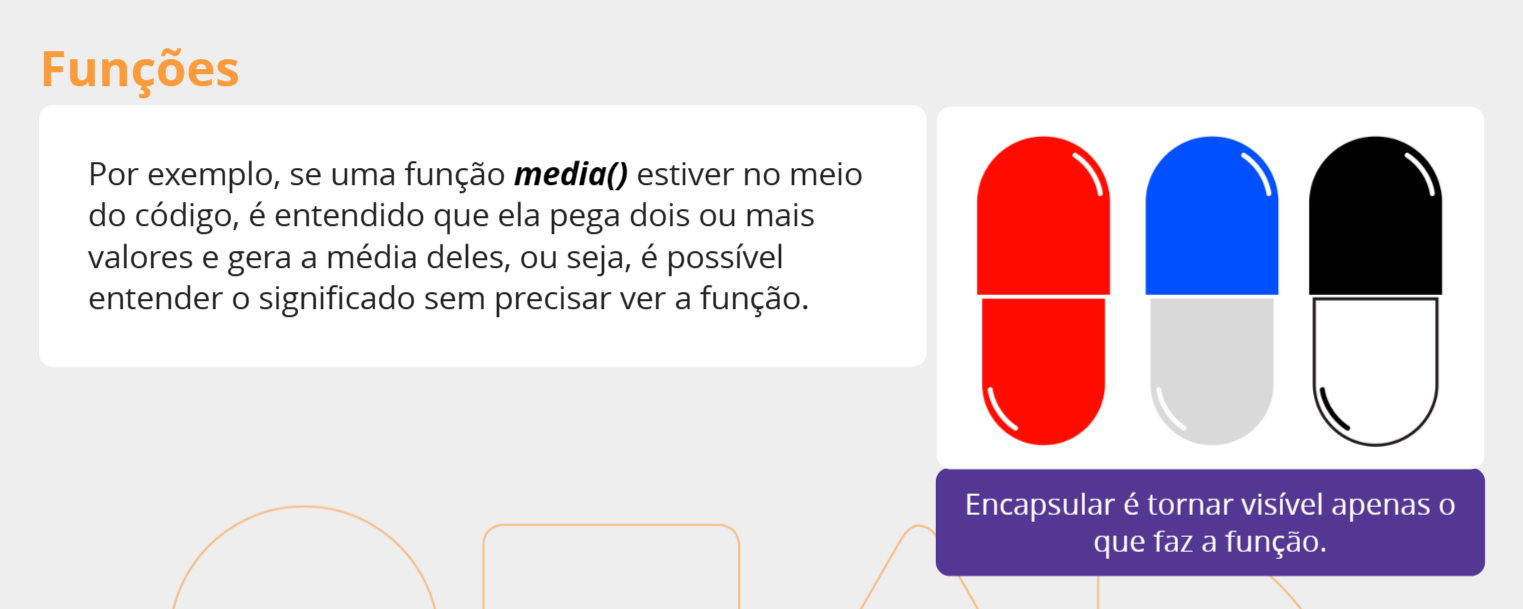 Funções
Por exemplo, se uma função media() estiver no meio
do código, é entendido que ela pega dois ou mais
valores e gera a média deles, ou seja, é possível
entender o significado sem precisar ver a função.
Encapsular é tornar visível apenas o
que faz a função.